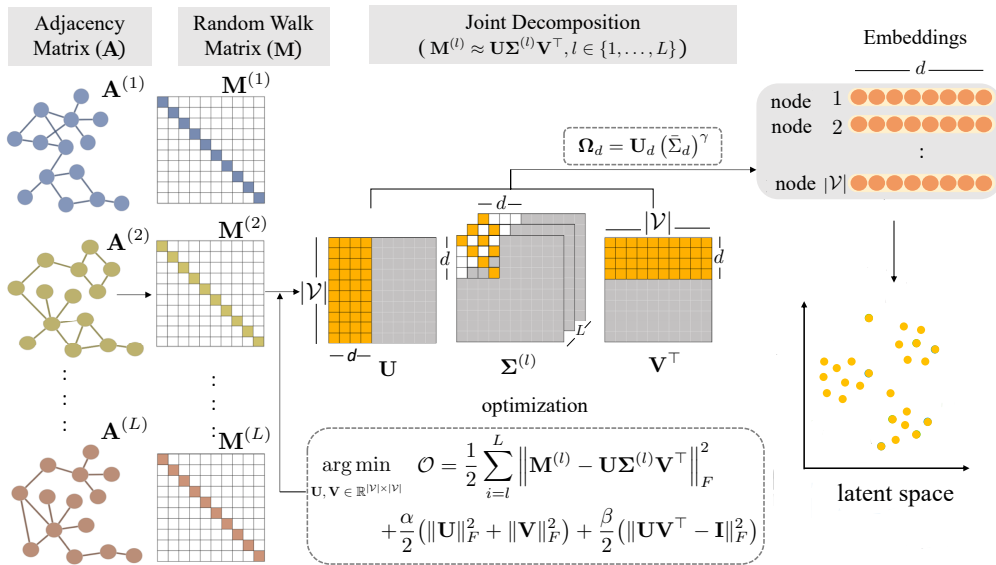 Adjacency
Matrix (A)
Random Walk
Matrix (M)
Joint Decomposition
( M^{(l)} ≈ UΣ^{(l)}V^⊤, l ∈ {1, . . . , L} )
Embeddings
d
node 1
node 2
:
node |𝒱|
A^{(1)}
M^{(1)}
Ω_d = U_d (Σ̄_d)^γ
A^{(2)}
M^{(2)}
|𝒱|
d
U
d
d
L
Σ^{(l)}
|𝒱|
d
V^⊤
A^{(L)}
M^{(L)}
optimization
arg min 𝒪 = 1/2 ∑_{i=l}^{L} ‖M^{(l)} − UΣ^{(l)}V^⊤‖_F^2
U, V ∈ ℝ^{|𝒱|×|𝒱|}
+ α/2 (‖U‖_F^2 + ‖V‖_F^2) + β/2 (‖UV^⊤ − I‖_F^2)
latent space